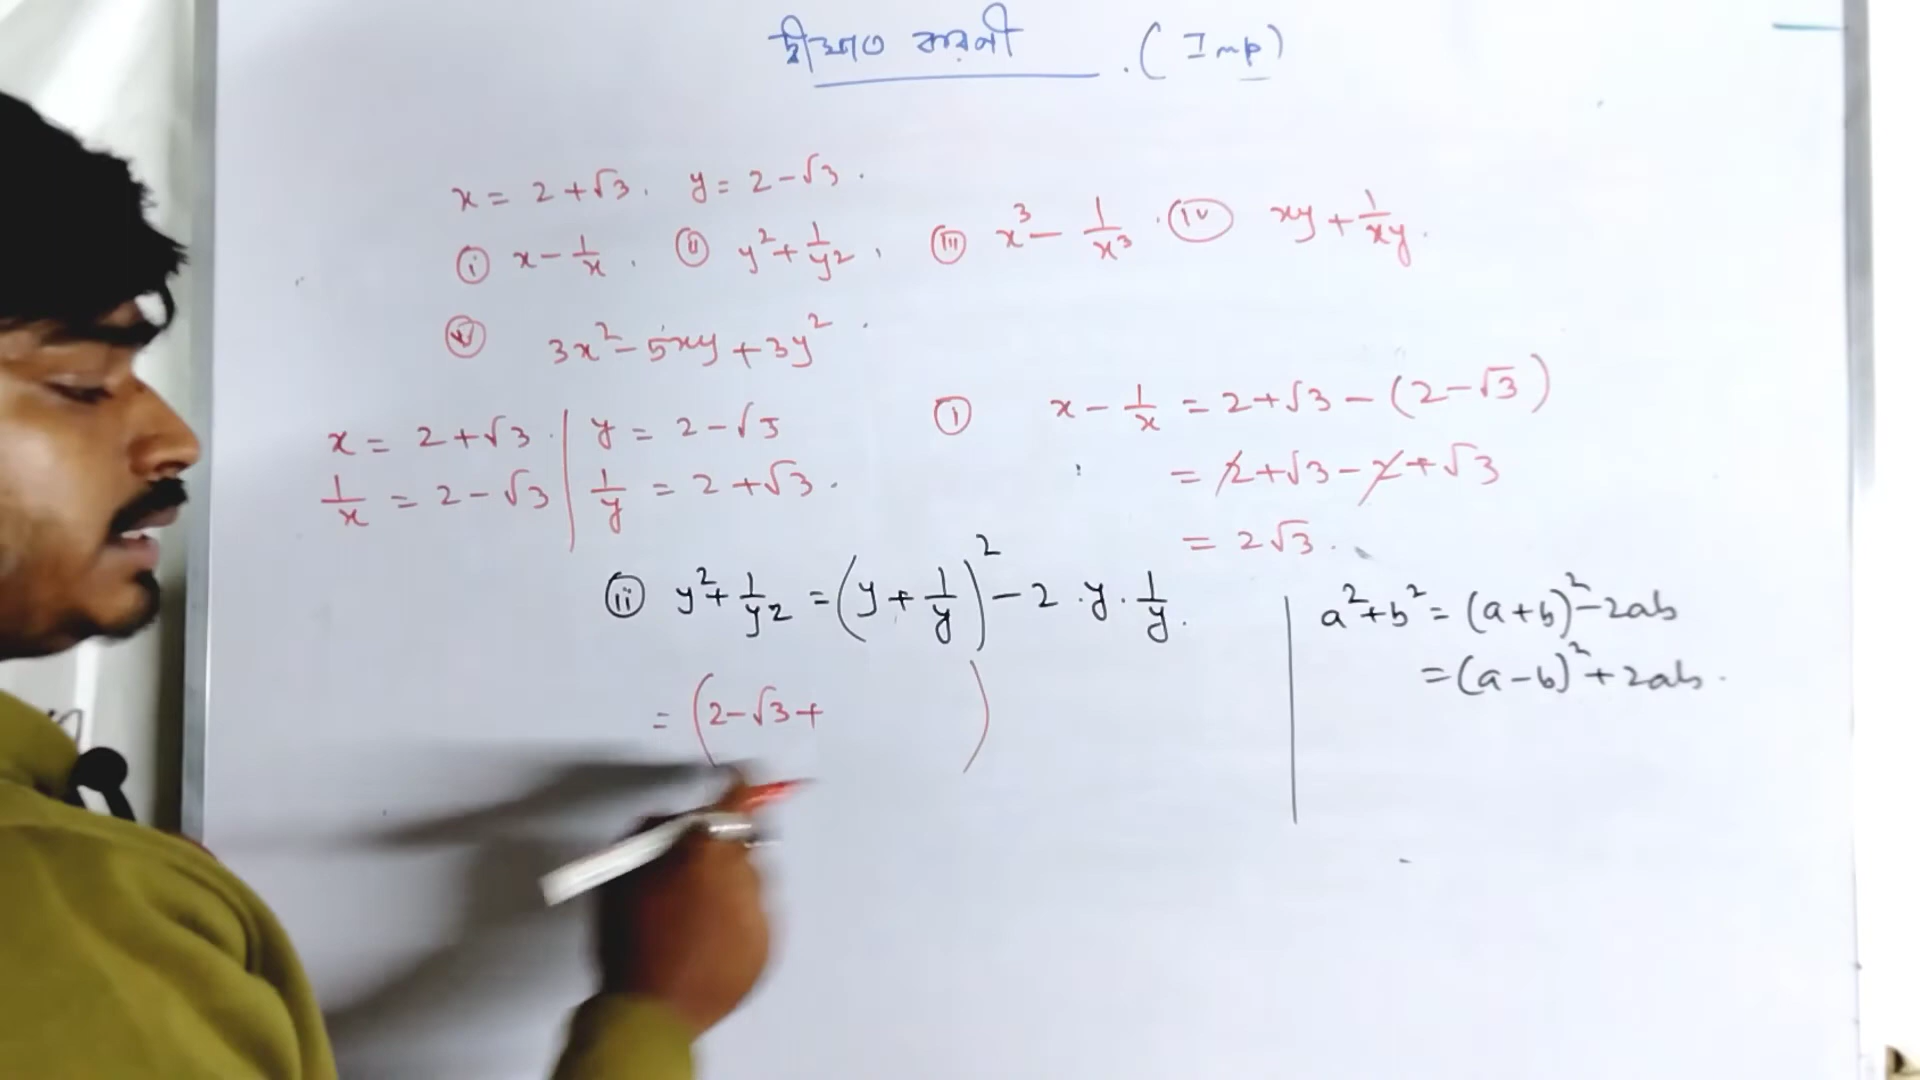 দ্বীঘাত করণী . (Imp)
x = 2+√3 . y = 2-√3 .
(i) x - 1/x . (ii) y² + 1/y² , (iii) x³ - 1/x³ . (iv) xy + 1/xy .
(v) 3x² - 5xy + 3y² .
x = 2+√3 . | y = 2-√3
1/x = 2-√3 | 1/y = 2+√3 .
(i) x - 1/x = 2+√3 - (2-√3)
= 2+√3 - 2+√3
= 2√3 .
(ii) y² + 1/y² = (y + 1/y)² - 2 . y . 1/y .
= (2-√3+ )
a²+b² = (a+b)² - 2ab
= (a-b)² + 2ab .